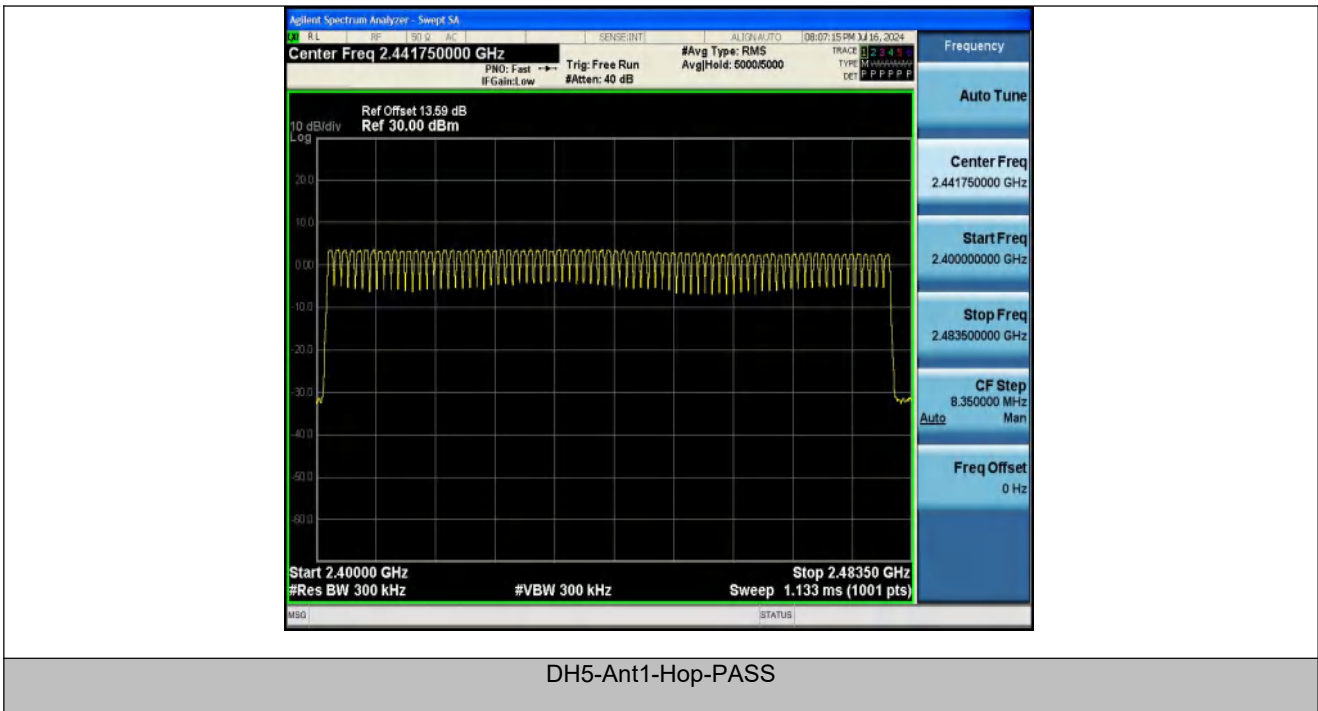 Agilent Spectrum Analyzer - Swept SA
LXI RL RF 50 Ω AC SENSE:INT ALIGN AUTO 08:07:15 PM Jul 16, 2024
Center Freq 2.441750000 GHz
PNO: Fast
IFGain:Low
Trig: Free Run
#Atten: 40 dB
#Avg Type: RMS
Avg|Hold: 5000/5000
TRACE 1 2 3 4 5 6
TYPE M
DET P P P P P P
Ref Offset 13.59 dB
10 dB/div Ref 30.00 dBm
Log
20.0
10.0
0.00
-10.0
-20.0
-30.0
-40.0
-50.0
-60.0
Start 2.40000 GHz Stop 2.48350 GHz
#Res BW 300 kHz #VBW 300 kHz Sweep 1.133 ms (1001 pts)
MSG STATUS
Frequency
Auto Tune
Center Freq
2.441750000 GHz
Start Freq
2.400000000 GHz
Stop Freq
2.483500000 GHz
CF Step
8.350000 MHz
Auto Man
Freq Offset
0 Hz
DH5-Ant1-Hop-PASS